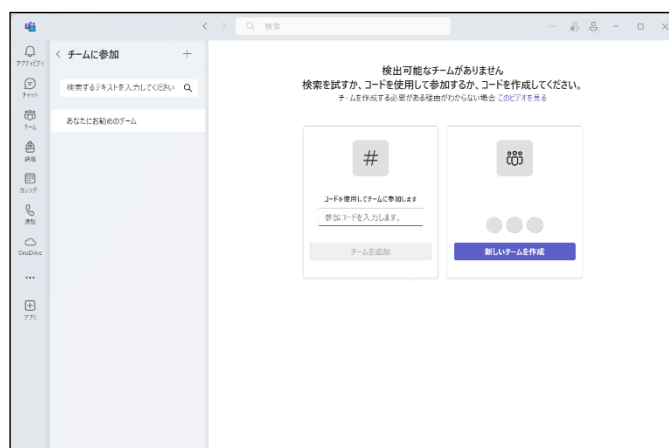 検索
アクティビティ
チャット
チーム
課題
カレンダー
通話
OneDrive
アプリ
チームに参加
検索するテキストを入力してください
あなたにお勧めのチーム
検出可能なチームがありません
検索を試すか、コードを使用して参加するか、コードを作成してください。
チームを作成する必要がある理由がわからない場合 このビデオを見る
#
コードを使用してチームに参加します
参加コードを入力します。
チームを追加
新しいチームを作成